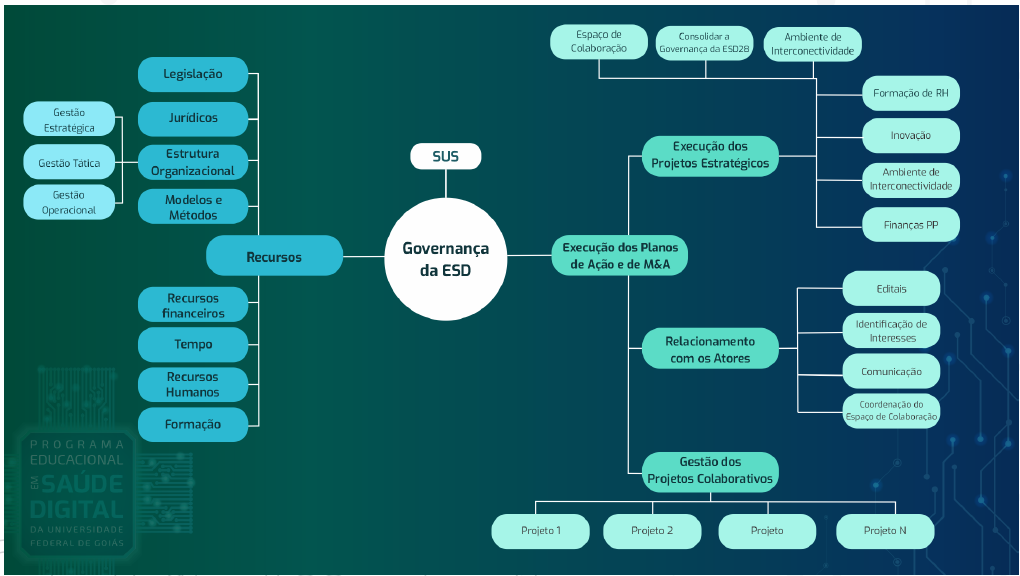 Espaço de
Colaboração
Consolidar a
Governança da ESD28
Ambiente de
Interconectividade
Legislação
Jurídicos
Estrutura
Organizacional
Modelos e
Métodos
Gestão
Estratégica
Gestão Tática
Gestão
Operacional
Recursos
Recursos
financeiros
Tempo
Recursos
Humanos
Formação
SUS
Governança
da ESD
Execução dos Planos
de Ação e de M&A
Execução dos
Projetos Estratégicos
Formação de RH
Inovação
Ambiente de
Interconectividade
Finanças PP
Relacionamento
com os Atores
Editais
Identificação de
Interesses
Comunicação
Coordenação do
Espaço de Colaboração
Gestão dos
Projetos Colaborativos
Projeto 1
Projeto 2
Projeto
Projeto N
PROGRAMA
EDUCACIONAL
EM SAÚDE
DIGITAL
DA UNIVERSIDADE
FEDERAL DE GOIÁS